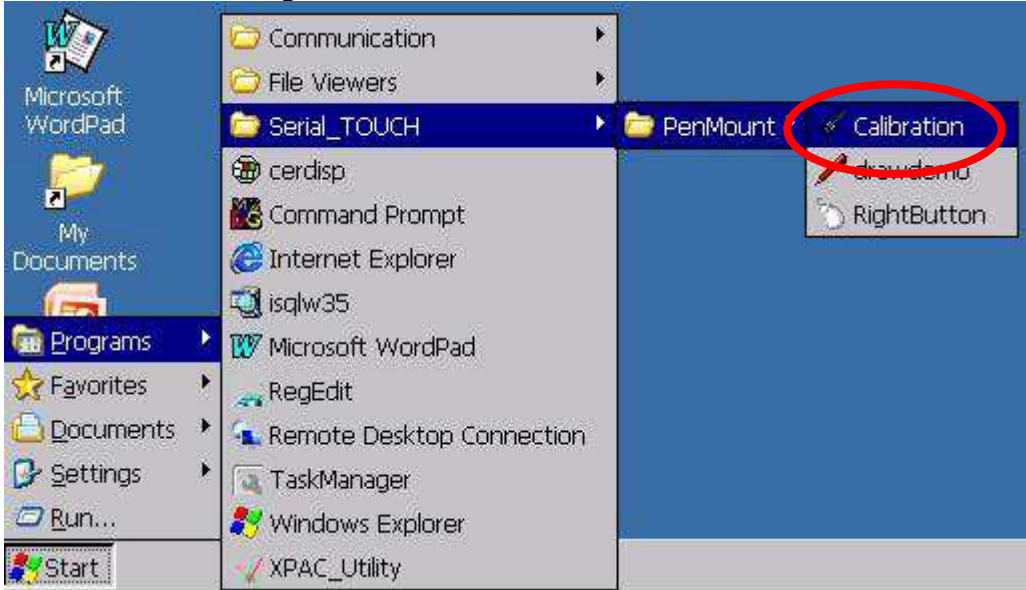 Microsoft
WordPad
My
Documents
Programs
Favorites
Documents
Settings
Run...
Start
Communication
File Viewers
Serial_TOUCH
cerdisp
Command Prompt
Internet Explorer
isqlw35
Microsoft WordPad
RegEdit
Remote Desktop Connection
TaskManager
Windows Explorer
XPAC_Utility
PenMount
Calibration
drawdemo
RightButton